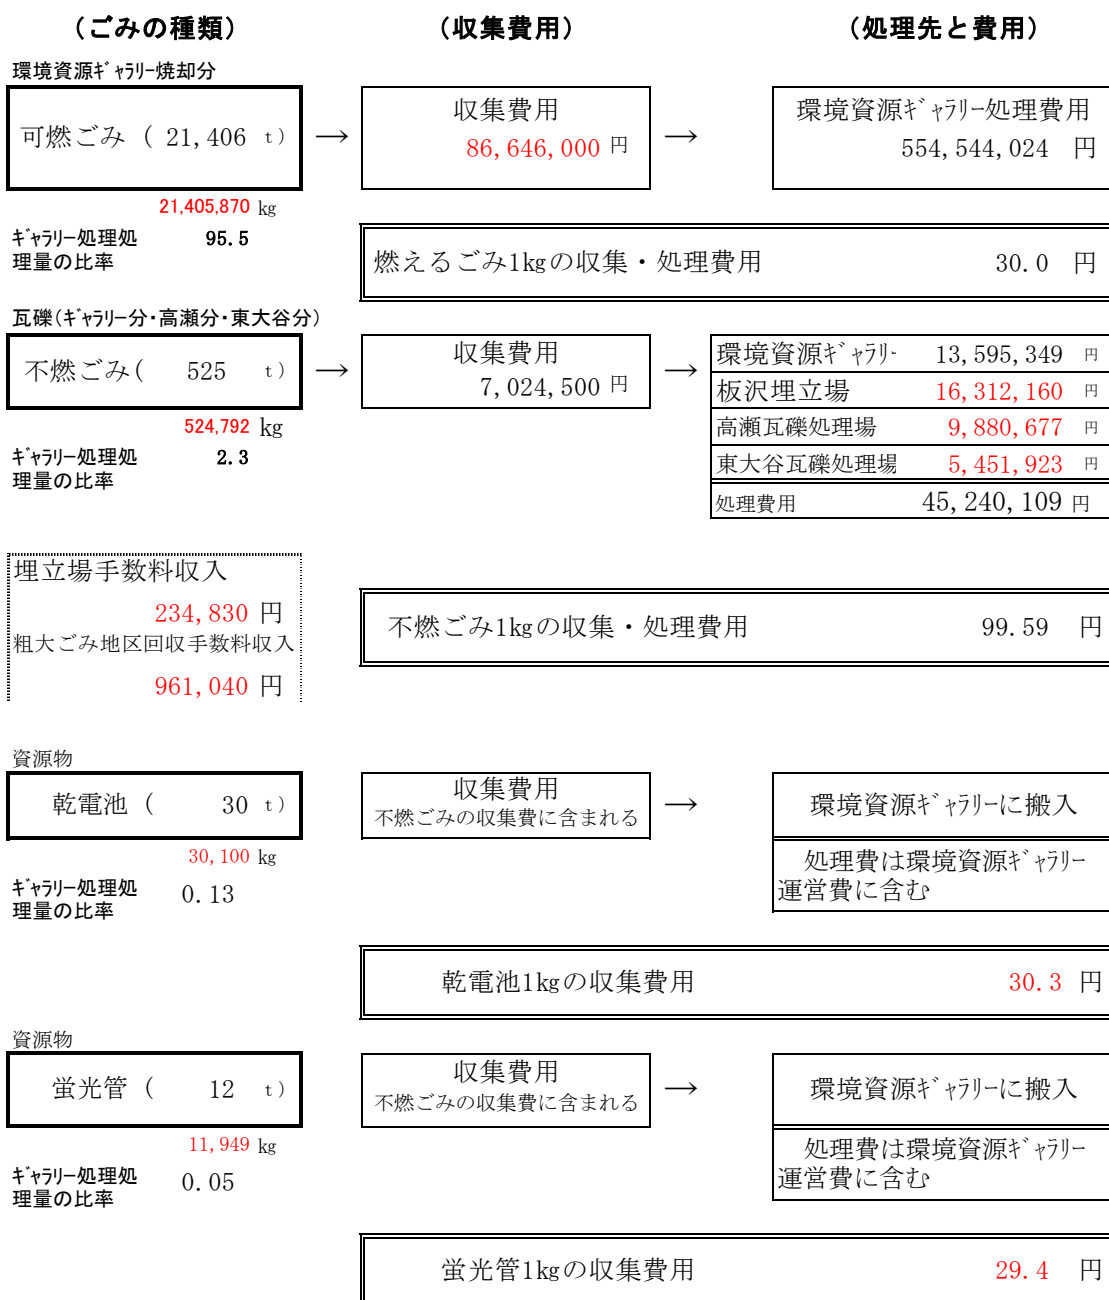 (ごみの種類) (収集費用) (処理先と費用)
環境資源ｷﾞｬﾗﾘｰ焼却分
可燃ごみ ( 21,406 t) → 収集費用 86,646,000 円 → 環境資源ｷﾞｬﾗﾘｰ処理費用 554,544,024 円
21,405,870 kg
ｷﾞｬﾗﾘｰ処理処理量の比率 95.5
燃えるごみ1kgの収集・処理費用 30.0 円
瓦礫(ｷﾞｬﾗﾘｰ分･高瀬分･東大谷分)
不燃ごみ( 525 t) → 収集費用 7,024,500 円 →
環境資源ｷﾞｬﾗﾘｰ 13,595,349 円
板沢埋立場 16,312,160 円
高瀬瓦礫処理場 9,880,677 円
東大谷瓦礫処理場 5,451,923 円
処理費用 45,240,109 円
524,792 kg
ｷﾞｬﾗﾘｰ処理処理量の比率 2.3
埋立場手数料収入
234,830 円
粗大ごみ地区回収手数料収入
961,040 円
不燃ごみ1kgの収集・処理費用 99.59 円
資源物
乾電池 ( 30 t)
収集費用
不燃ごみの収集費に含まれる
→
環境資源ｷﾞｬﾗﾘｰに搬入
処理費は環境資源ｷﾞｬﾗﾘｰ
運営費に含む
30,100 kg
ｷﾞｬﾗﾘｰ処理処理量の比率 0.13
乾電池1kgの収集費用 30.3 円
資源物
蛍光管 ( 12 t)
収集費用
不燃ごみの収集費に含まれる
→
環境資源ｷﾞｬﾗﾘｰに搬入
処理費は環境資源ｷﾞｬﾗﾘｰ
運営費に含む
11,949 kg
ｷﾞｬﾗﾘｰ処理処理量の比率 0.05
蛍光管1kgの収集費用 29.4 円